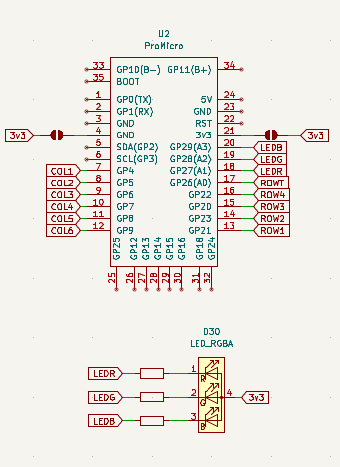 U2
ProMicro
33 GP10(B-) GP11(B+) 34
35 BOOT
1 GP0(TX) 5V 24
2 GP1(RX) GND 23
3 GND RST 22
3v3 4 GND 3v3 21 3v3
5 SDA(GP2) GP29(A3) 20 LEDB
6 SCL(GP3) GP28(A2) 19 LEDG
COL1 7 GP4 GP27(A1) 18 LEDR
COL2 8 GP5 GP26(A0) 17 ROWT
COL3 9 GP6 GP22 16 ROW4
COL4 10 GP7 GP20 15 ROW3
COL5 11 GP8 GP23 14 ROW2
COL6 12 GP9 GP21 13 ROW1
GP25 GP12 GP13 GP14 GP15 GP16 GP18 GP24
25 26 27 28 29 30 31 32
D30
LED_RGBA
LEDR 1 R
LEDG 2 G 4 3v3
LEDB 3 B